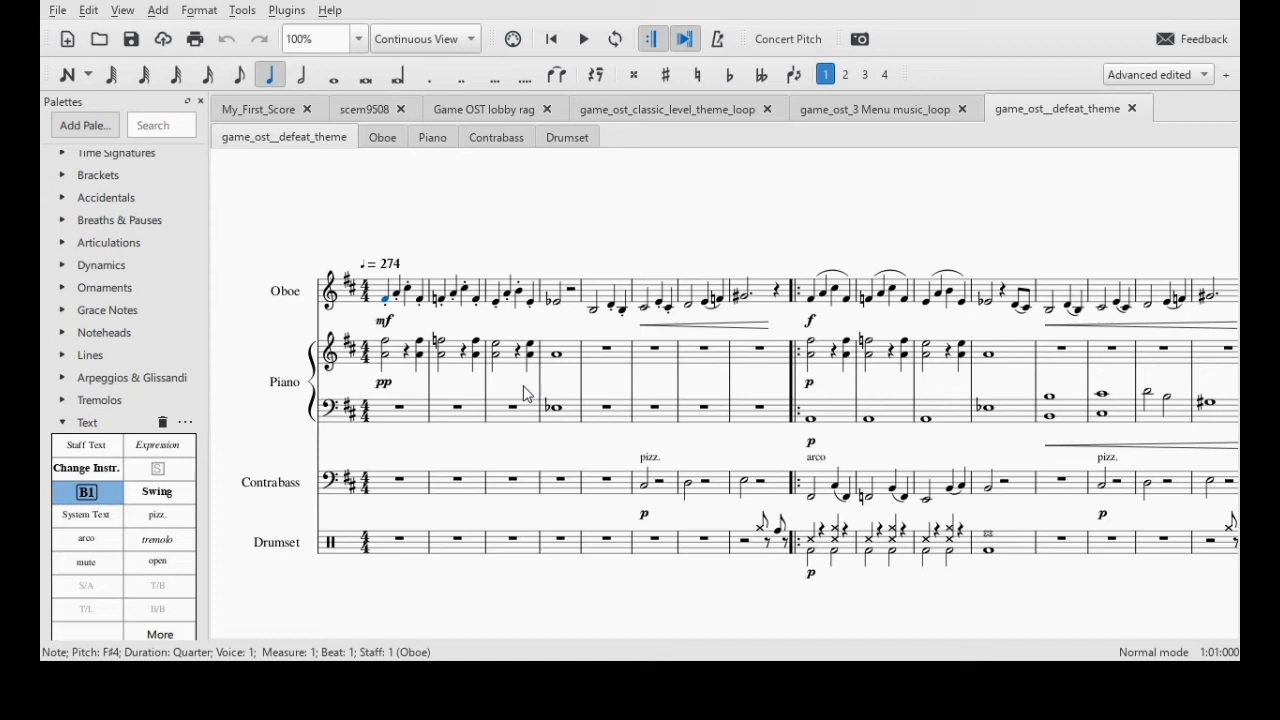 File Edit View Add Format Tools Plugins Help
100% Continuous View Concert Pitch Feedback
1 2 3 4 Advanced edited +
Palettes
My_First_Score scem9508 Game OST lobby rag game_ost_classic_level_theme_loop game_ost_3 Menu music_loop game_ost__defeat_theme
Add Pale... Search
game_ost__defeat_theme Oboe Piano Contrabass Drumset
Time Signatures
Brackets
Accidentals
Breaths & Pauses
Articulations
Dynamics
Ornaments
Grace Notes
Noteheads
Lines
Arpeggios & Glissandi
Tremolos
Text ...
Staff Text Expression
Change Instr. S
B1 Swing
System Text pizz.
arco tremolo
mute open
S/A T/B
T/L B/B
More
= 274
Oboe
mf f
Piano
pp p
p
pizz. arco pizz.
Contrabass
p p
Drumset
p
Note; Pitch: F#4; Duration: Quarter; Voice: 1; Measure: 1; Beat: 1; Staff: 1 (Oboe) Normal mode 1:01:000